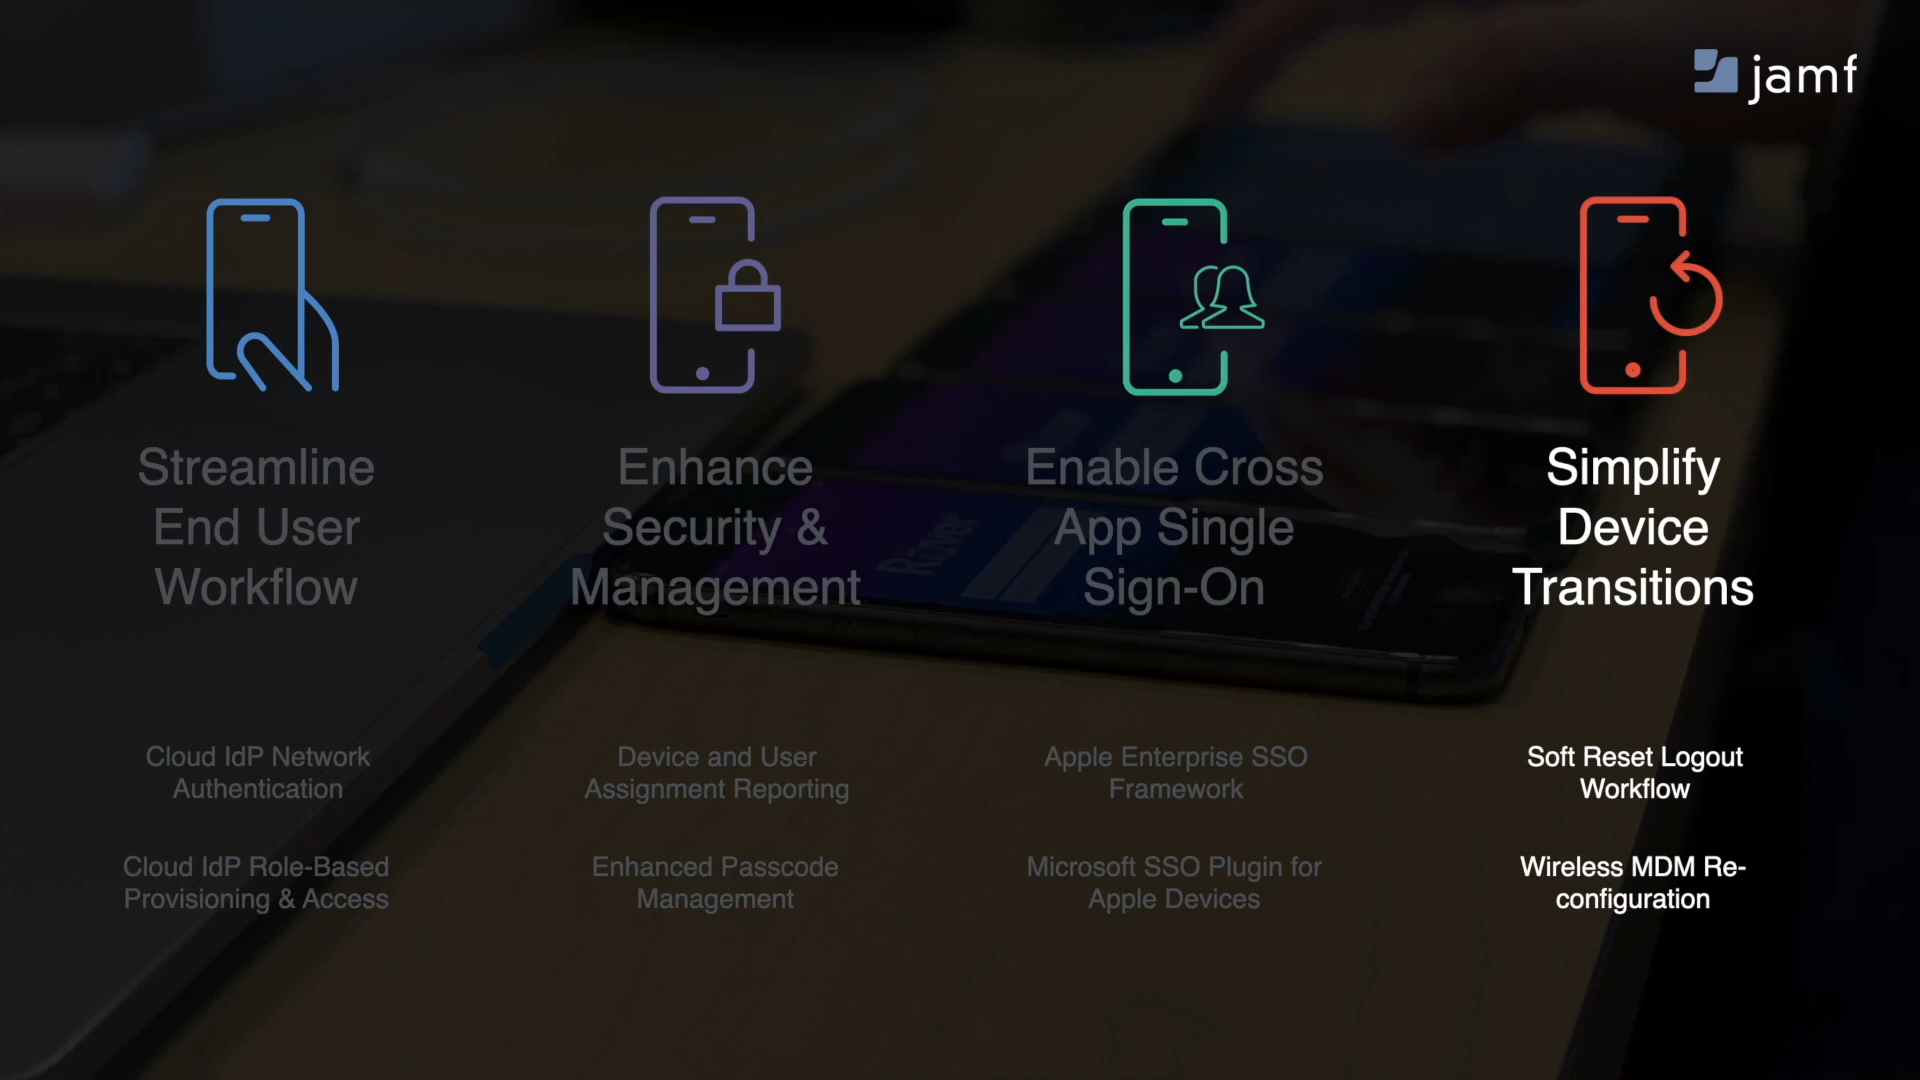 jamf
Streamline
End User
Workflow
Enhance
Security &
Management
Enable Cross
App Single
Sign-On
Simplify
Device
Transitions
Cloud IdP Network
Authentication
Device and User
Assignment Reporting
Apple Enterprise SSO
Framework
Soft Reset Logout
Workflow
Cloud IdP Role-Based
Provisioning & Access
Enhanced Passcode
Management
Microsoft SSO Plugin for
Apple Devices
Wireless MDM Re-
configuration